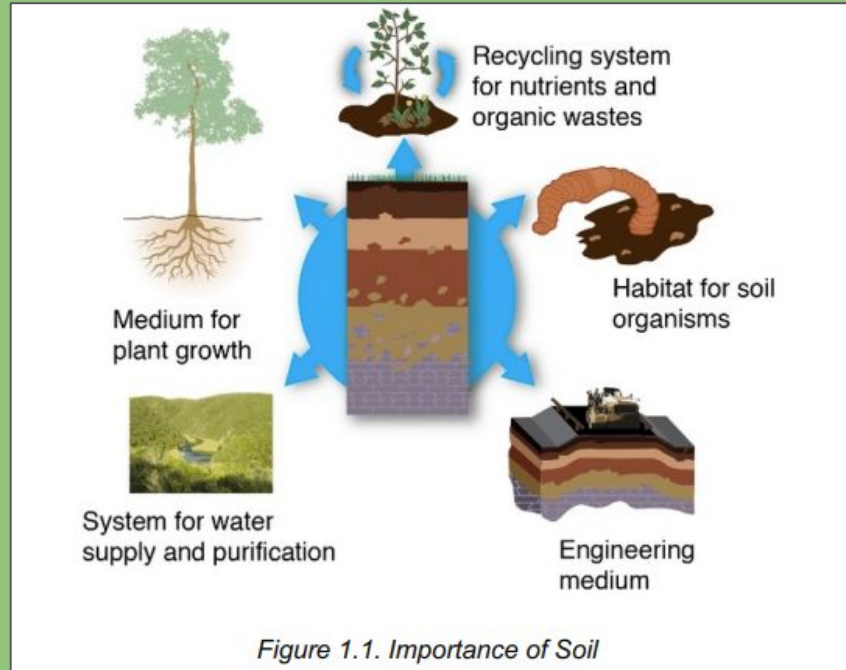 Recycling system
for nutrients and
organic wastes
Medium for
plant growth
Habitat for soil
organisms
System for water
supply and purification
Engineering
medium
Figure 1.1. Importance of Soil